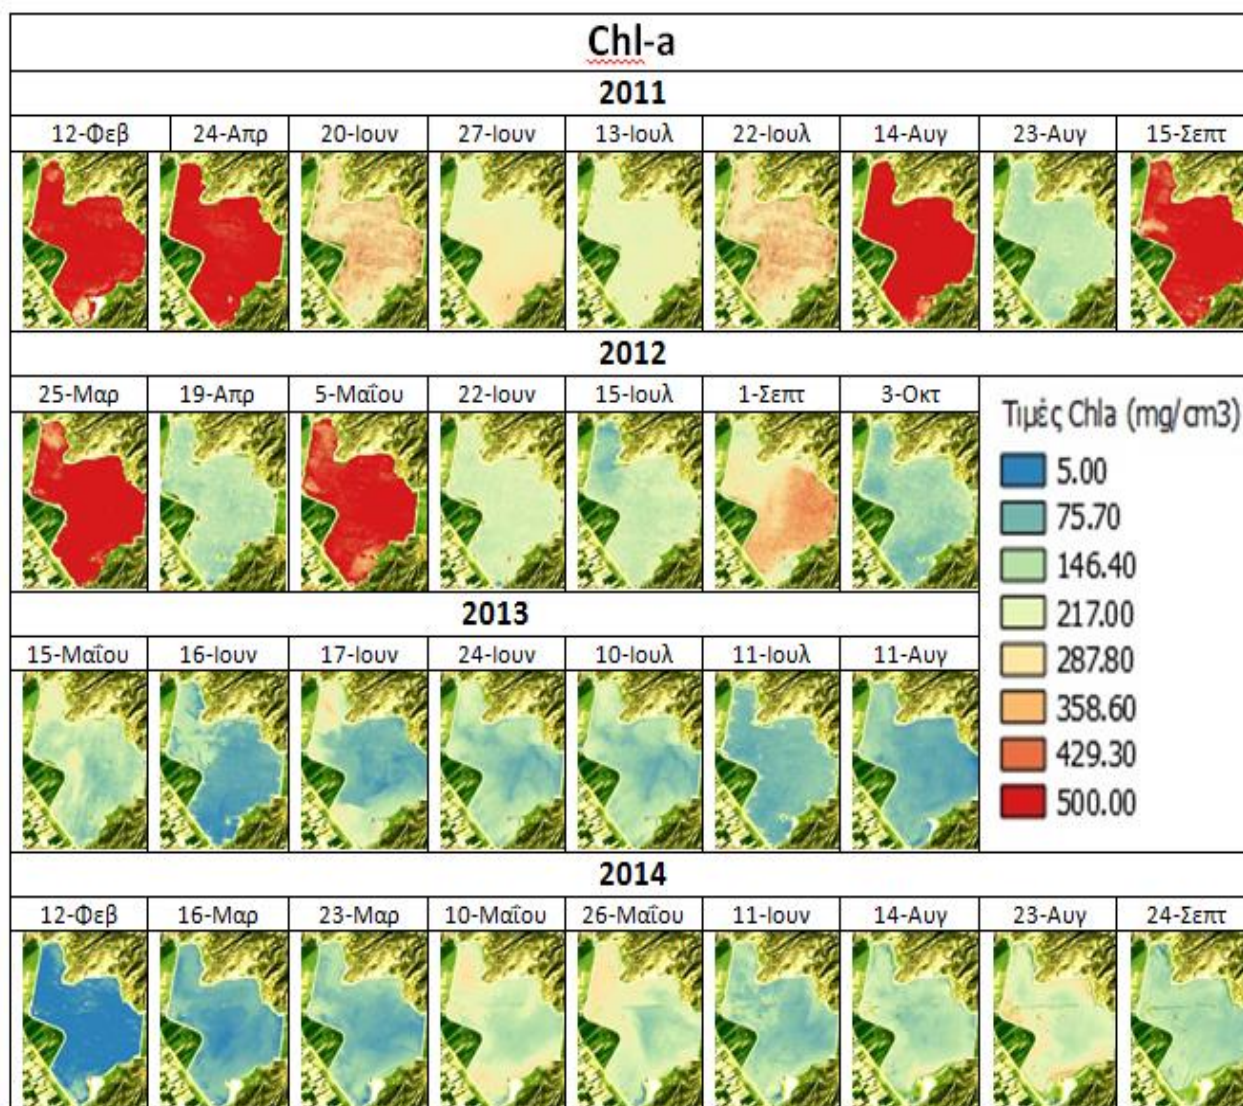 Chl-a
2011
12-Φεβ 24-Απρ 20-Ιουν 27-Ιουν 13-Ιουλ 22-Ιουλ 14-Αυγ 23-Αυγ 15-Σεπτ
2012
25-Μαρ 19-Απρ 5-Μαΐου 22-Ιουν 15-Ιουλ 1-Σεπτ 3-Οκτ
Τιμές Chla (mg/cm3)
5.00
75.70
146.40
217.00
287.80
358.60
429.30
500.00
2013
15-Μαΐου 16-Ιουν 17-Ιουν 24-Ιουν 10-Ιουλ 11-Ιουλ 11-Αυγ
2014
12-Φεβ 16-Μαρ 23-Μαρ 10-Μαΐου 26-Μαΐου 11-Ιουν 14-Αυγ 23-Αυγ 24-Σεπτ